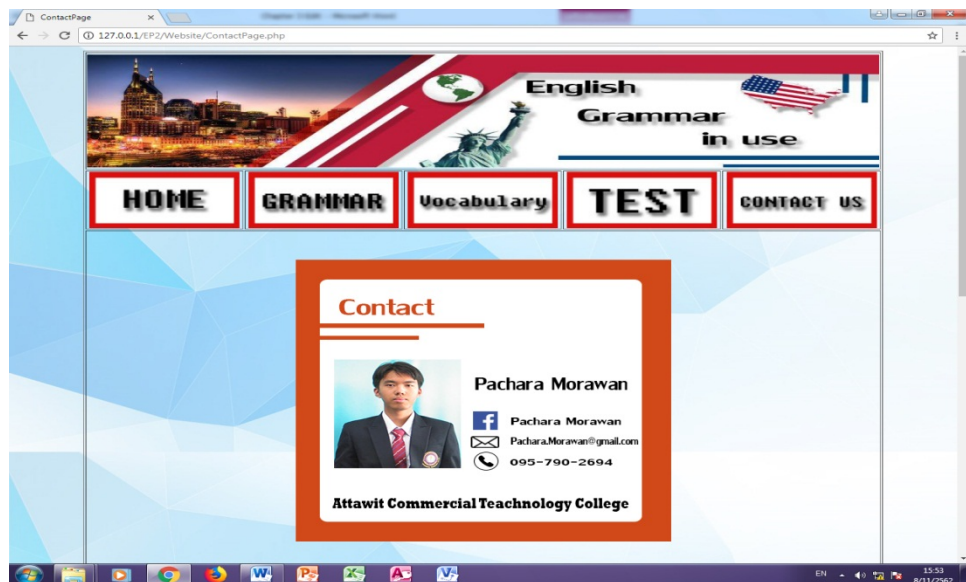 ContactPage
127.0.0.1/EP2/Website/ContactPage.php
English
Grammar
in use
HOME
GRAMMAR
Vocabulary
TEST
CONTACT US
Contact
Pachara Morawan
Pachara Morawan
Pachara.Morawan@gmail.com
095-790-2694
Attawit Commercial Teachnology College
EN
15:53
8/11/2562